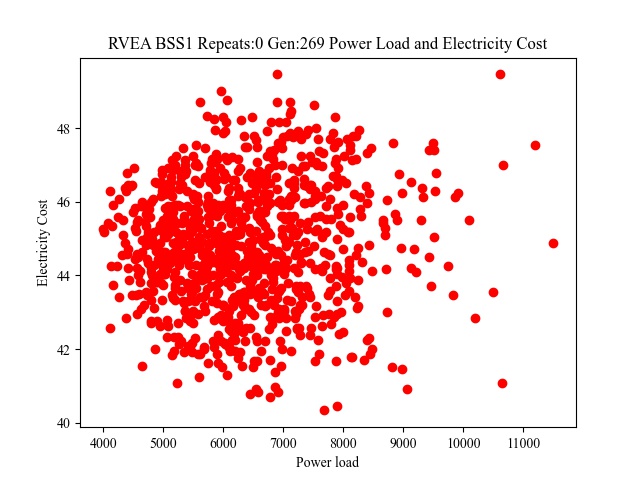 RVEA BSS1 Repeats:0 Gen:269 Power Load and Electricity Cost
48
46
44
42
40
Electricity Cost
4000 5000 6000 7000 8000 9000 10000 11000
Power load